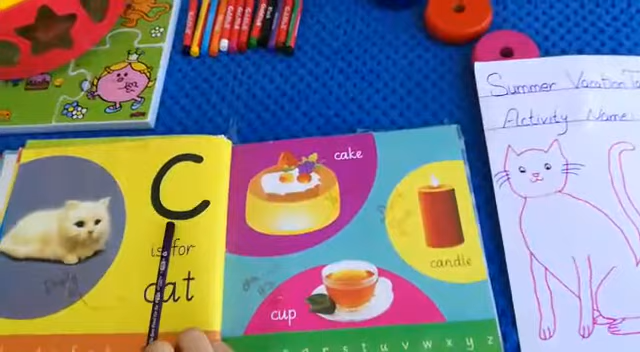 C
is for
cat
cake
candle
cup
r s t u v w x y z
Summer Vacation
Activity Name